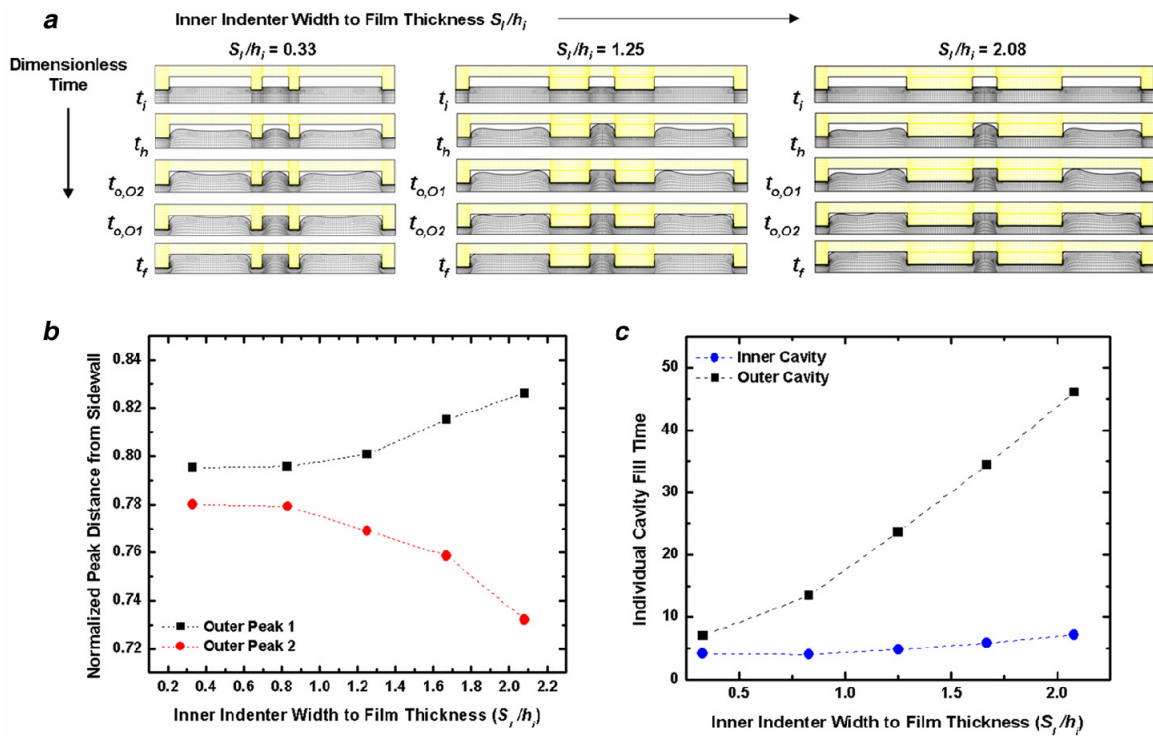 a
Inner Indenter Width to Film Thickness S_I/h_i
S_I/h_i = 0.33
S_I/h_i = 1.25
S_I/h_i = 2.08
Dimensionless
Time
t_i
t_h
t_o,O2
t_o,O1
t_f
t_i
t_h
t_o,O1
t_o,O2
t_f
t_i
t_h
t_o,O1
t_o,O2
t_f
b
Normalized Peak Distance from Sidewall
0.84
0.82
0.80
0.78
0.76
0.74
0.72
Outer Peak 1
Outer Peak 2
0.2 0.4 0.6 0.8 1.0 1.2 1.4 1.6 1.8 2.0 2.2
Inner Indenter Width to Film Thickness (S_I/h_i)
c
Individual Cavity Fill Time
Inner Cavity
Outer Cavity
50
45
40
35
30
25
20
15
10
5
0
0.5 1.0 1.5 2.0
Inner Indenter Width to Film Thickness (S_I/h_i)